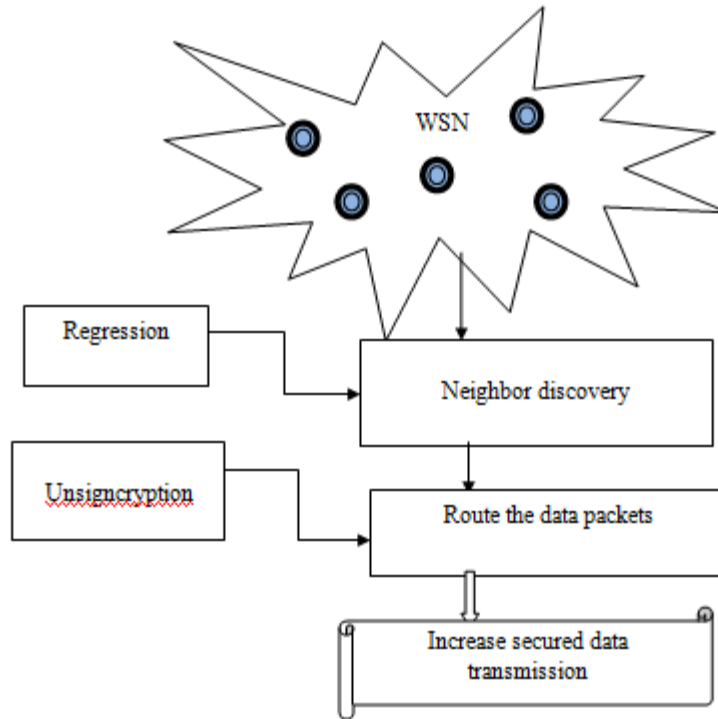 WSN
Regression
Neighbor discovery
Unsigncryption
Route the data packets
Increase secured data
transmission